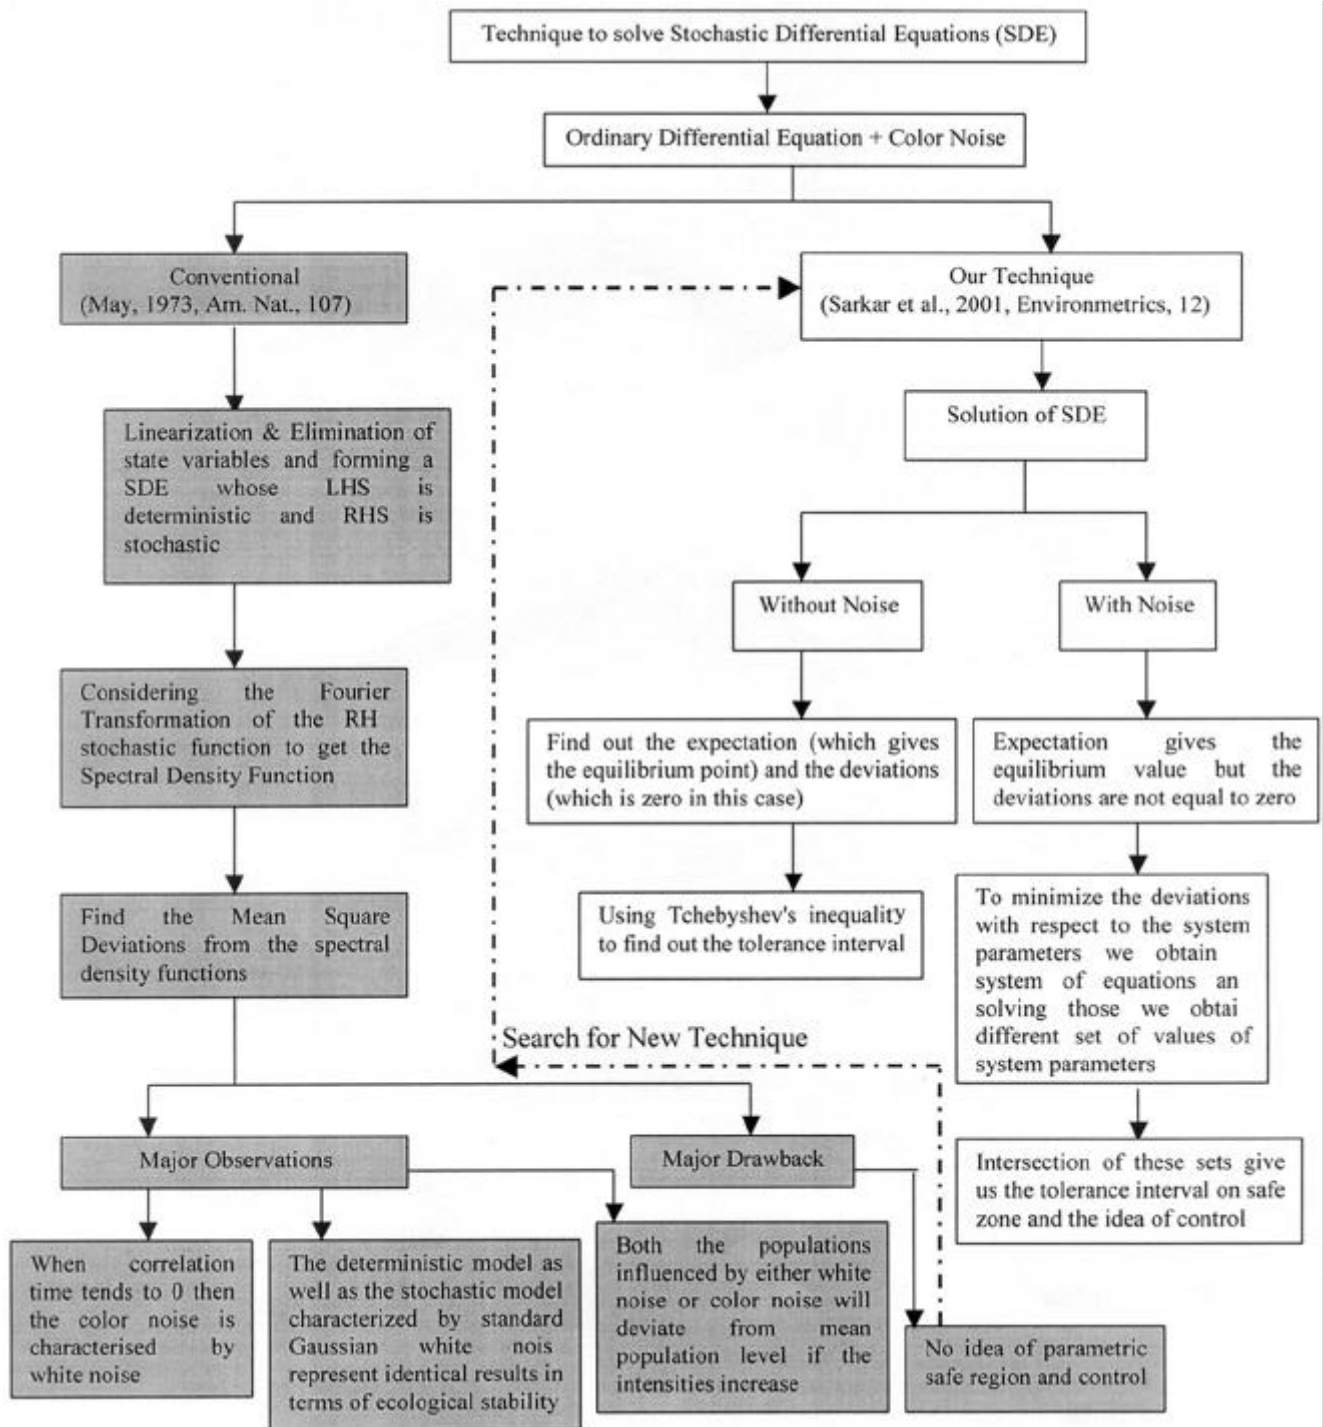 Technique to solve Stochastic Differential Equations (SDE)
Ordinary Differential Equation + Color Noise
Conventional
(May, 1973, Am. Nat., 107)
Our Technique
(Sarkar et al., 2001, Environmetrics, 12)
Linearization & Elimination of
state variables and forming a
SDE whose LHS is
deterministic and RHS is
stochastic
Solution of SDE
Without Noise
With Noise
Considering the Fourier
Transformation of the RH
stochastic function to get the
Spectral Density Function
Find out the expectation (which gives
the equilibrium point) and the deviations
(which is zero in this case)
Expectation gives the
equilibrium value but the
deviations are not equal to zero
Find the Mean Square
Deviations from the spectral
density functions
Using Tchebyshev's inequality
to find out the tolerance interval
To minimize the deviations
with respect to the system
parameters we obtain
system of equations an
solving those we obtai
different set of values of
system parameters
Search for New Technique
Major Observations
Major Drawback
Intersection of these sets give
us the tolerance interval on safe
zone and the idea of control
When correlation
time tends to 0 then
the color noise is
characterised by
white noise
The deterministic model as
well as the stochastic model
characterized by standard
Gaussian white nois
represent identical results in
terms of ecological stability
Both the populations
influenced by either white
noise or color noise will
deviate from mean
population level if the
intensities increase
No idea of parametric
safe region and control